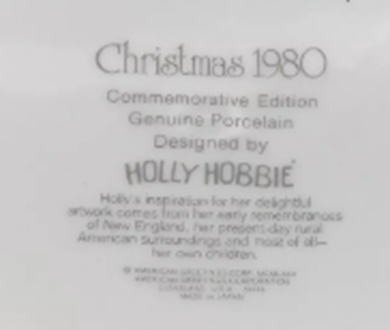 Christmas 1980
Commemorative Edition
Genuine Porcelain
Designed by
HOLLY HOBBIE
Holly's inspiration for her delightful
artwork comes from her early remembrances
of New England, her present-day rural
American surroundings and most of all—
her own children.
© AMERICAN GREETINGS CORP.
AMERICAN GREETINGS CORPORATION
CLEVELAND, U.S.A.
MADE IN JAPAN